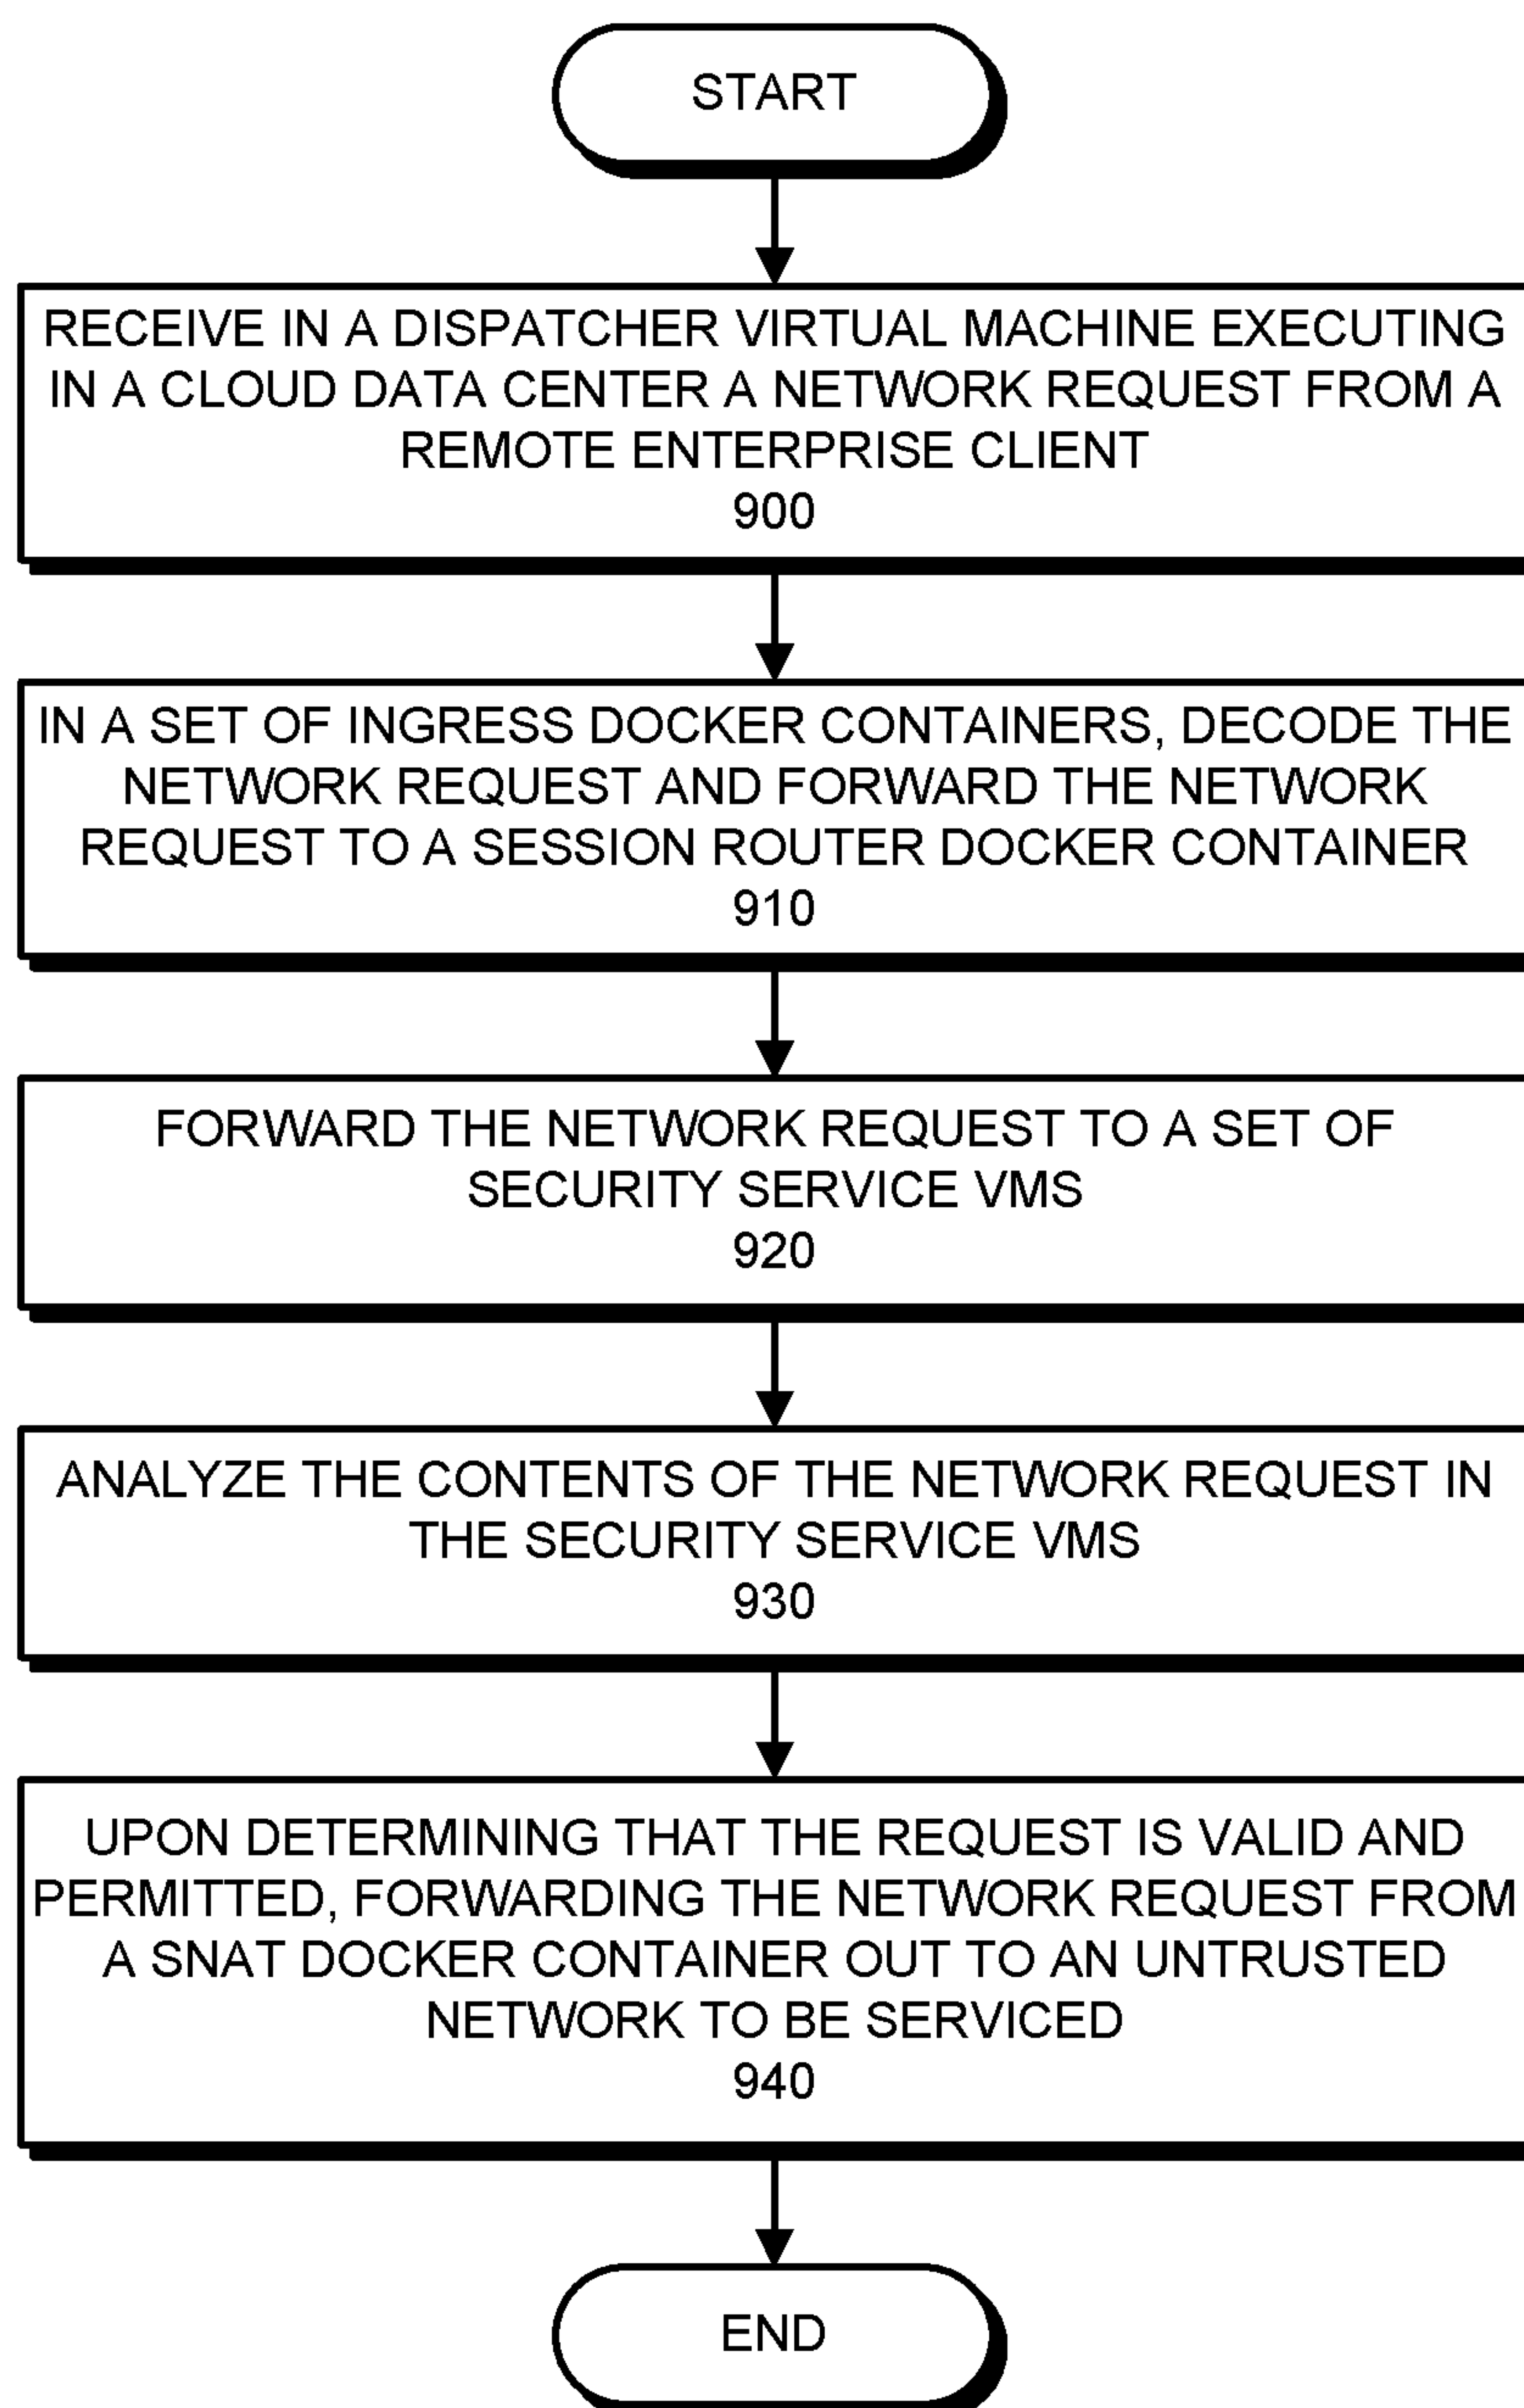 START
RECEIVE IN A DISPATCHER VIRTUAL MACHINE EXECUTING
IN A CLOUD DATA CENTER A NETWORK REQUEST FROM A
REMOTE ENTERPRISE CLIENT
900
IN A SET OF INGRESS DOCKER CONTAINERS, DECODE THE
NETWORK REQUEST AND FORWARD THE NETWORK
REQUEST TO A SESSION ROUTER DOCKER CONTAINER
910
FORWARD THE NETWORK REQUEST TO A SET OF
SECURITY SERVICE VMS
920
ANALYZE THE CONTENTS OF THE NETWORK REQUEST IN
THE SECURITY SERVICE VMS
930
UPON DETERMINING THAT THE REQUEST IS VALID AND
PERMITTED, FORWARDING THE NETWORK REQUEST FROM
A SNAT DOCKER CONTAINER OUT TO AN UNTRUSTED
NETWORK TO BE SERVICED
940
END